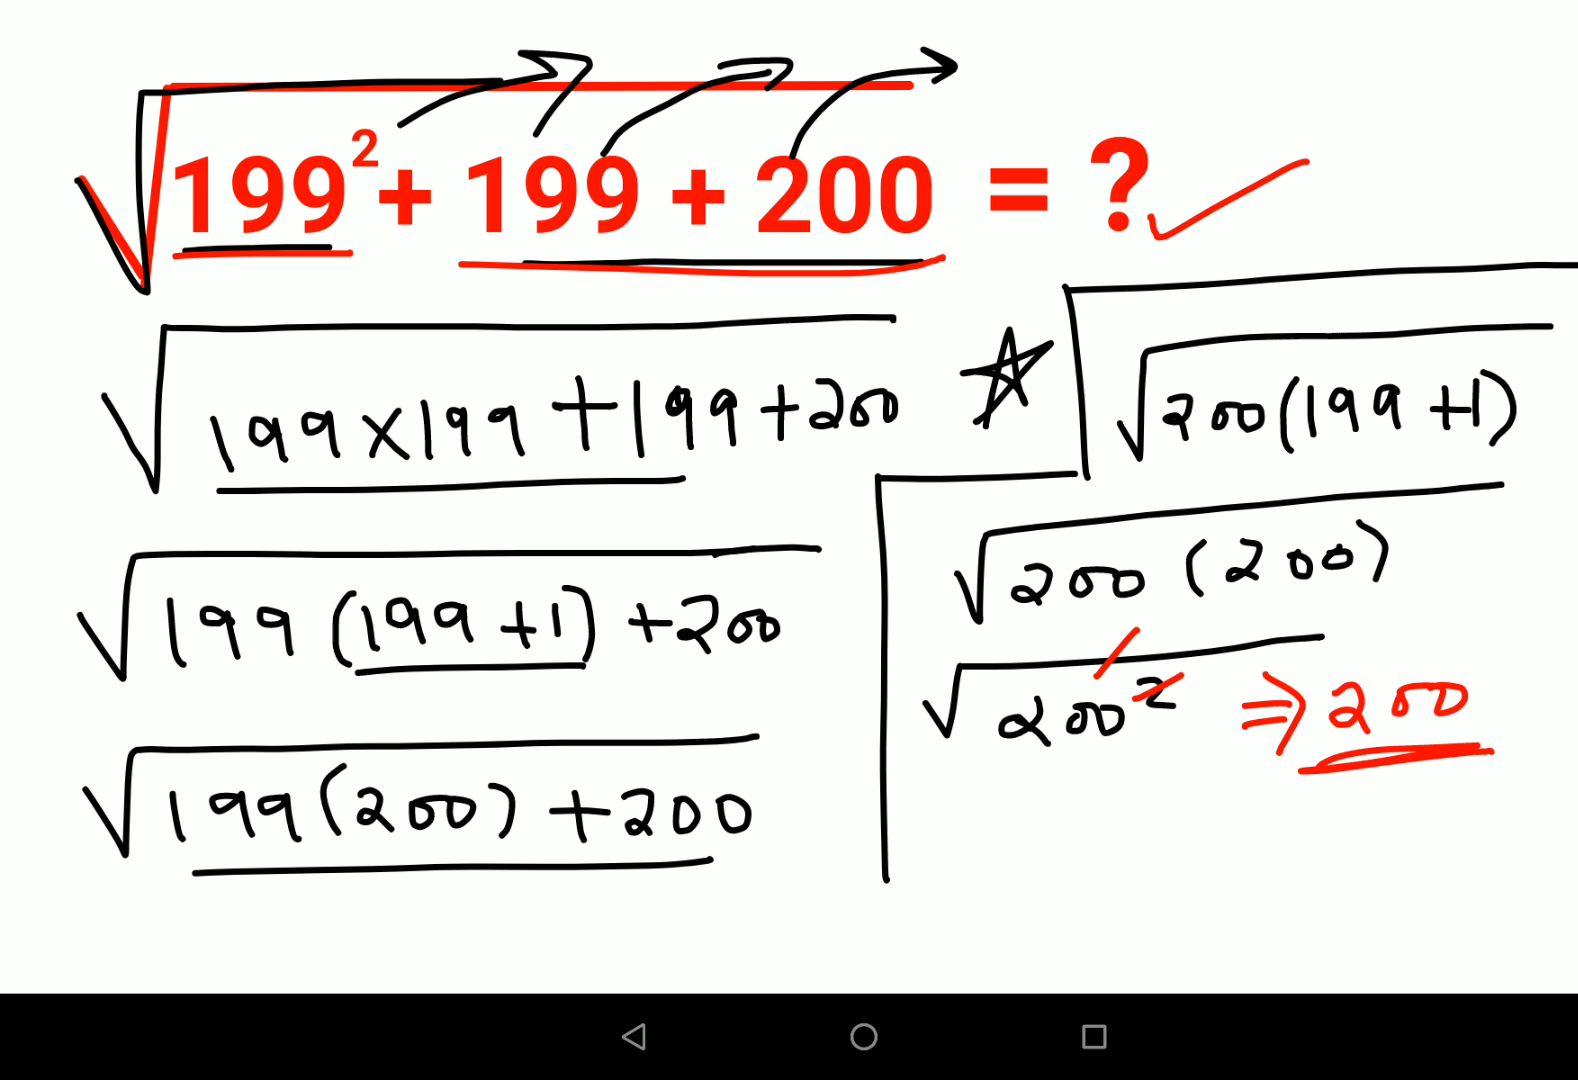 √199² + 199 + 200 = ?
√199×199+199+200
√199(199+1)+200
√199(200)+200
√200(199+1)
√200(200)
√200² ⇒ 200